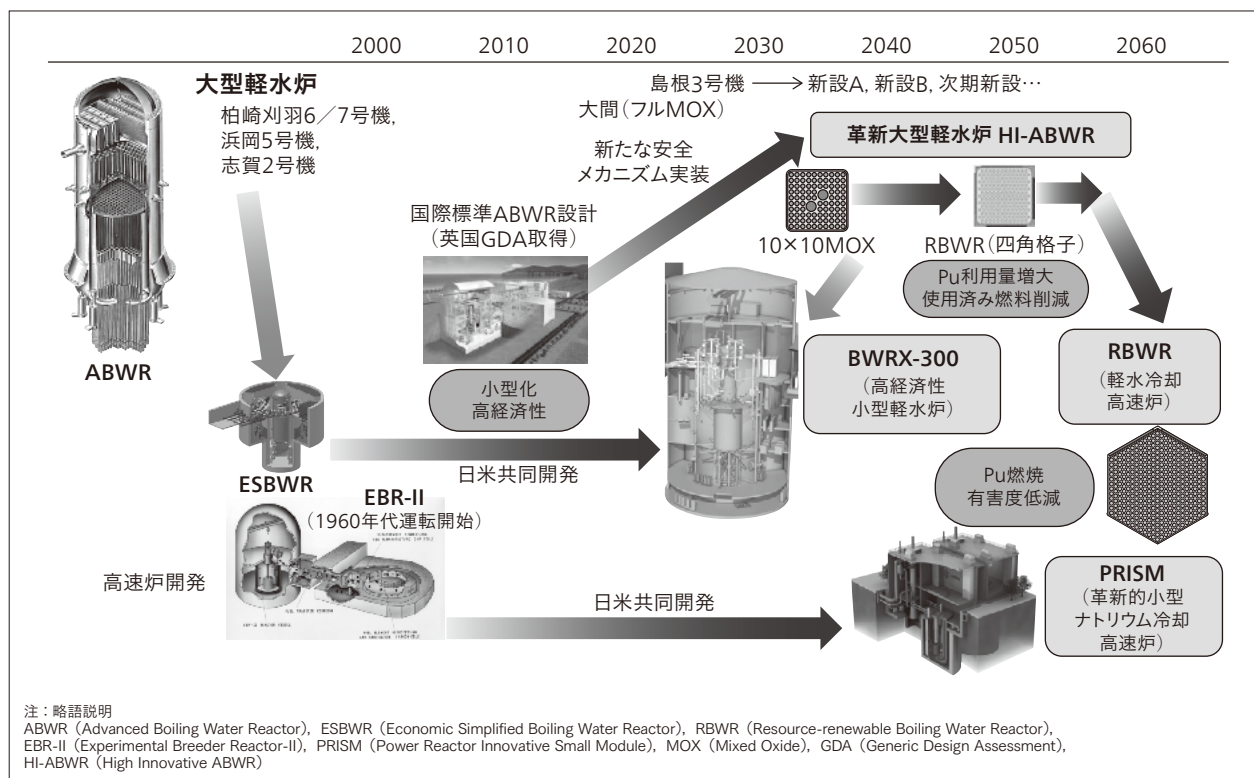 2000 2010 2020 2030 2040 2050 2060
大型軽水炉
柏崎刈羽6／7号機,
浜岡5号機,
志賀2号機
ABWR
島根3号機 → 新設A, 新設B, 次期新設…
大間（フルMOX）
革新大型軽水炉 HI-ABWR
新たな安全
メカニズム実装
国際標準ABWR設計
（英国GDA取得）
10×10MOX
RBWR（四角格子）
Pu利用量増大
使用済み燃料削減
小型化
高経済性
BWRX-300
（高経済性
小型軽水炉）
RBWR
（軽水冷却
高速炉）
ESBWR
日米共同開発
EBR-II
（1960年代運転開始）
Pu燃焼
有害度低減
高速炉開発
日米共同開発
PRISM
（革新的小型
ナトリウム冷却
高速炉）
注：略語説明
ABWR（Advanced Boiling Water Reactor）, ESBWR（Economic Simplified Boiling Water Reactor）, RBWR（Resource-renewable Boiling Water Reactor）,
EBR-II（Experimental Breeder Reactor-II）, PRISM（Power Reactor Innovative Small Module）, MOX（Mixed Oxide）, GDA（Generic Design Assessment）,
HI-ABWR（High Innovative ABWR）